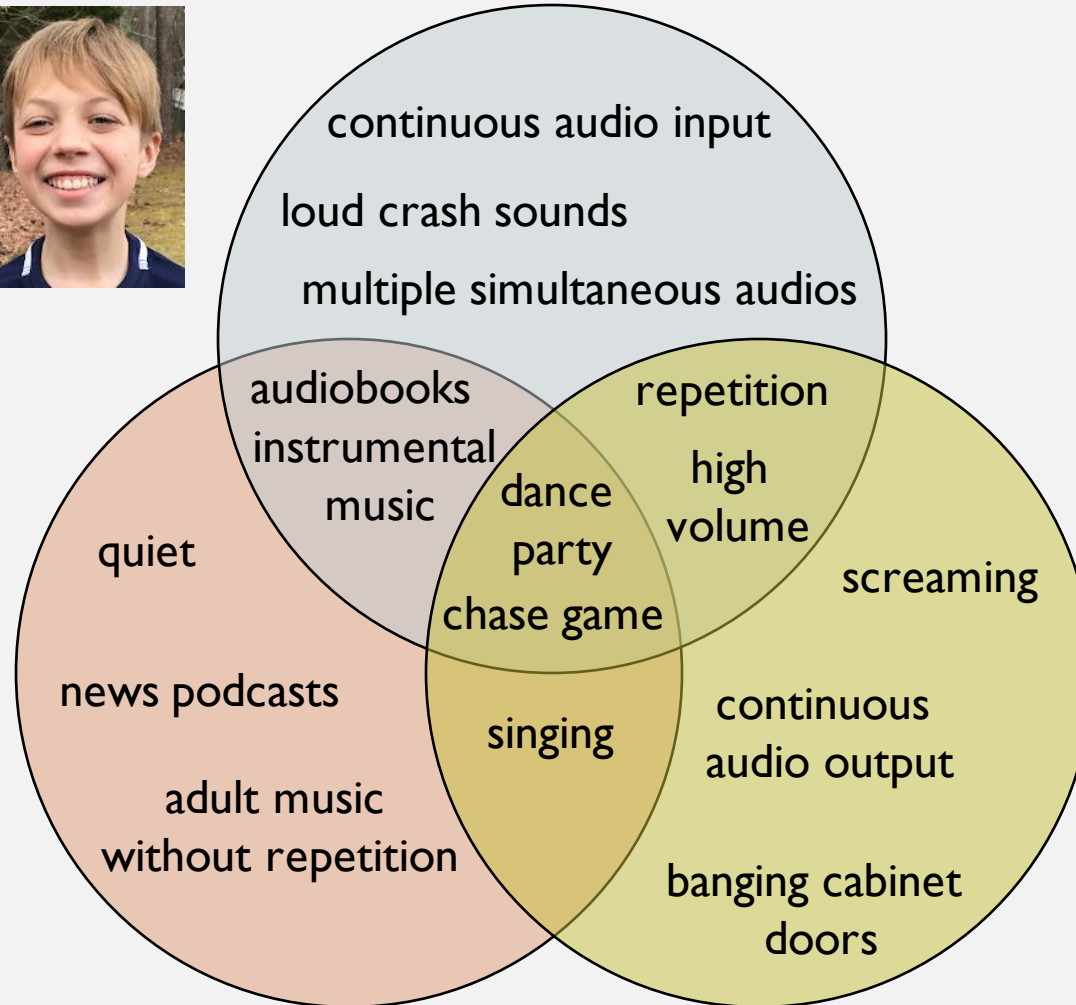 continuous audio input
loud crash sounds
multiple simultaneous audios
audiobooks
instrumental
music
repetition
high
volume
dance
party
chase game
quiet
news podcasts
adult music
without repetition
singing
screaming
continuous
audio output
banging cabinet
doors